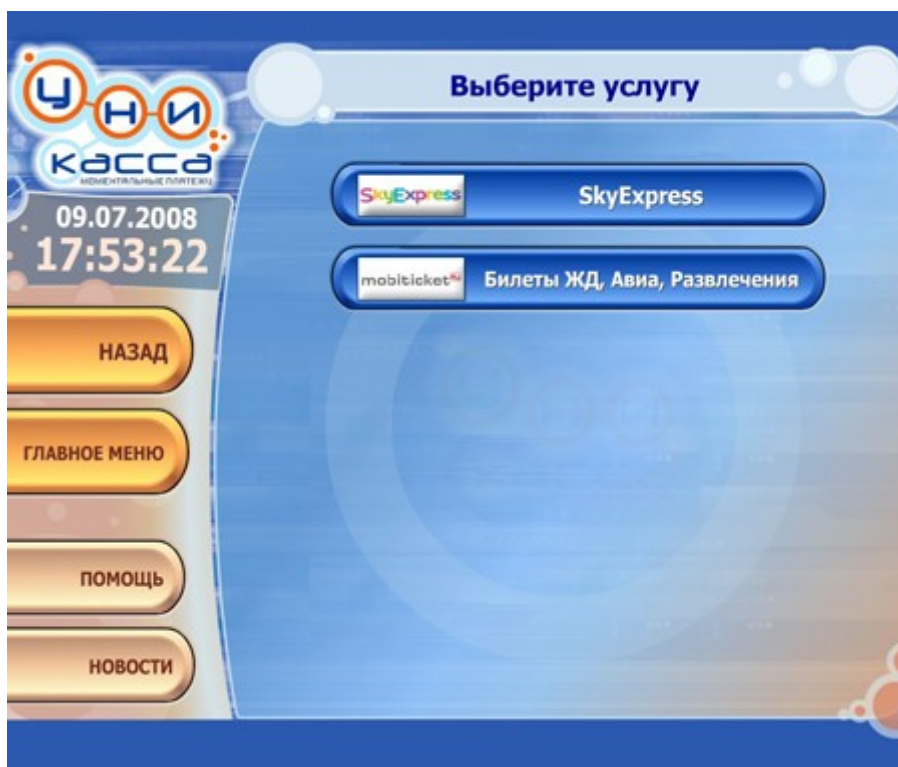 УНИ
касса
МОМЕНТАЛЬНЫЕ ПЛАТЕЖИ
09.07.2008
17:53:22
НАЗАД
ГЛАВНОЕ МЕНЮ
ПОМОЩЬ
НОВОСТИ
Выберите услугу
SkyExpress SkyExpress
mobiticket Билеты ЖД, Авиа, Развлечения